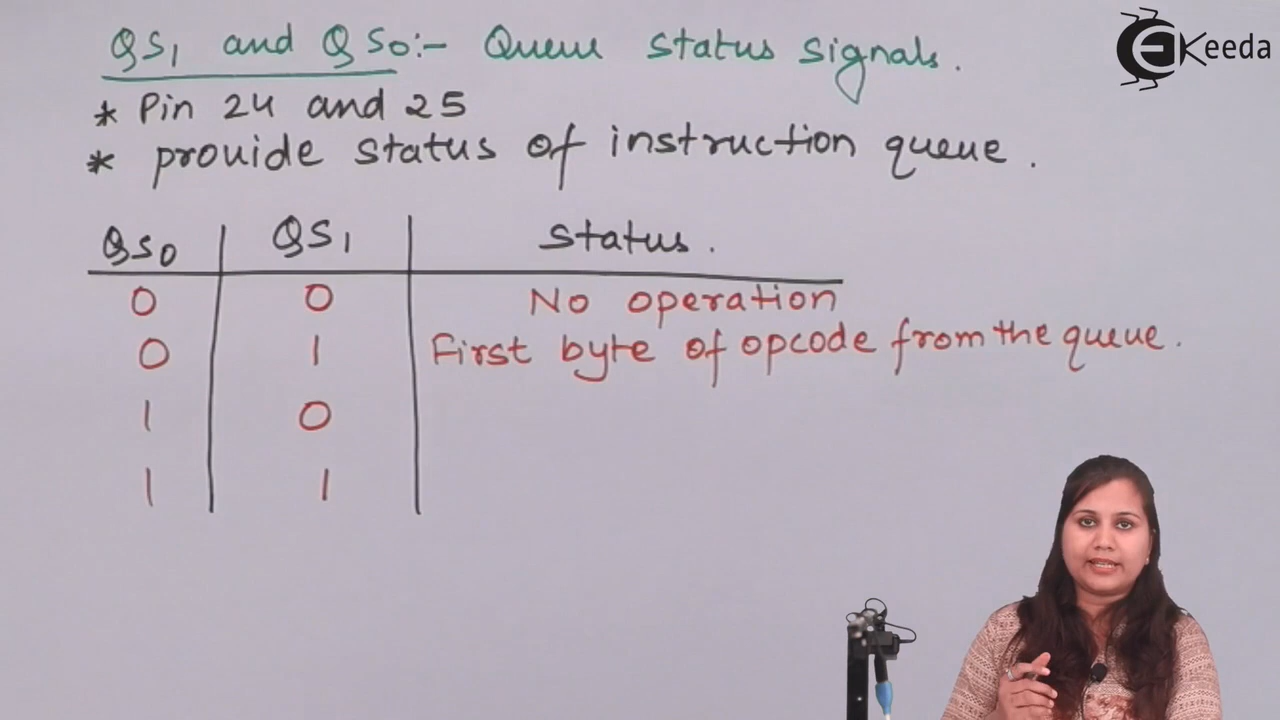 QS1 and QS0:- Queue status signals.
EKeeda
* Pin 24 and 25
* provide status of instruction queue.
QS0 QS1 status.
0 0 No operation
0 1 First byte of opcode from the queue.
1 0
1 1